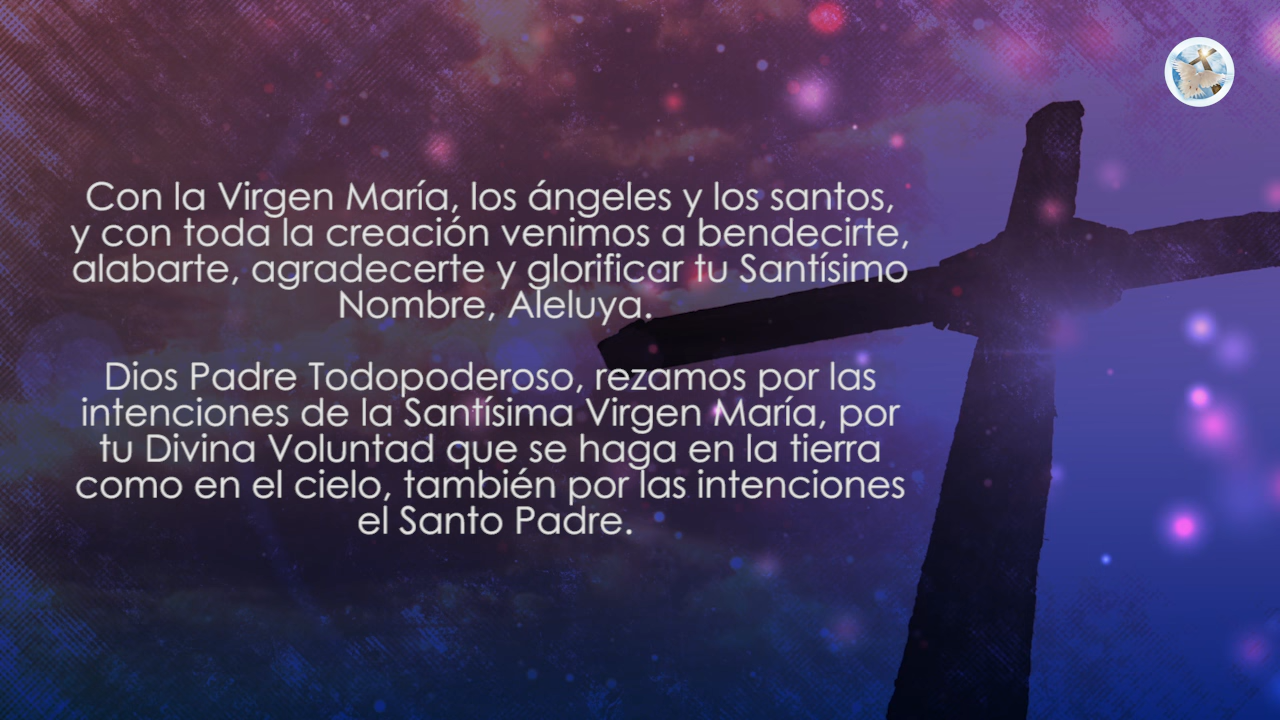 Con la Virgen María, los ángeles y los santos,
y con toda la creación venimos a bendecirte,
alabarte, agradecerte y glorificar tu Santísimo
Nombre, Aleluya.
Dios Padre Todopoderoso, rezamos por las
intenciones de la Santísima Virgen María, por
tu Divina Voluntad que se haga en la tierra
como en el cielo, también por las intenciones
el Santo Padre.